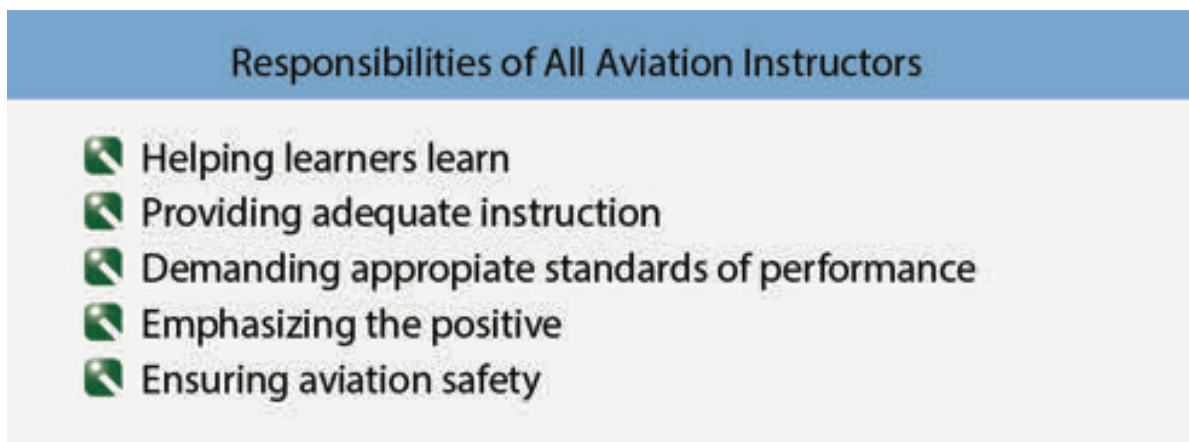 Responsibilities of All Aviation Instructors
Helping learners learn
Providing adequate instruction
Demanding appropiate standards of performance
Emphasizing the positive
Ensuring aviation safety